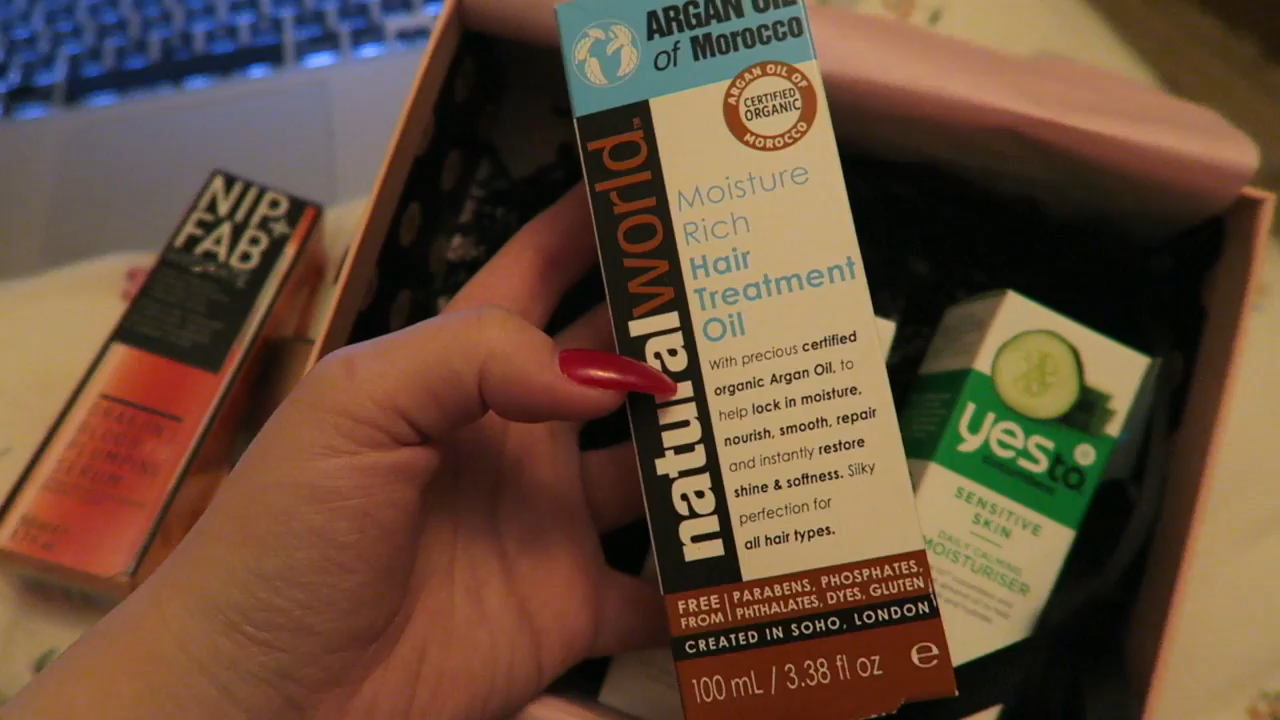 ARGAN OIL
of Morocco
ARGAN OIL OF
CERTIFIED
ORGANIC
MOROCCO
naturalworld.
Moisture
Rich
Hair
Treatment
Oil
With precious certified
organic Argan Oil, to
help lock in moisture,
nourish, smooth, repair
and instantly restore
shine & softness. Silky
perfection for
all hair types.
FREE FROM | PARABENS, PHOSPHATES,
PHTHALATES, DYES, GLUTEN
CREATED IN SOHO, LONDON
100 mL / 3.38 fl oz e
NIP+
FAB
yes to
SENSITIVE
SKIN
DAILY CALMING
MOISTURISER